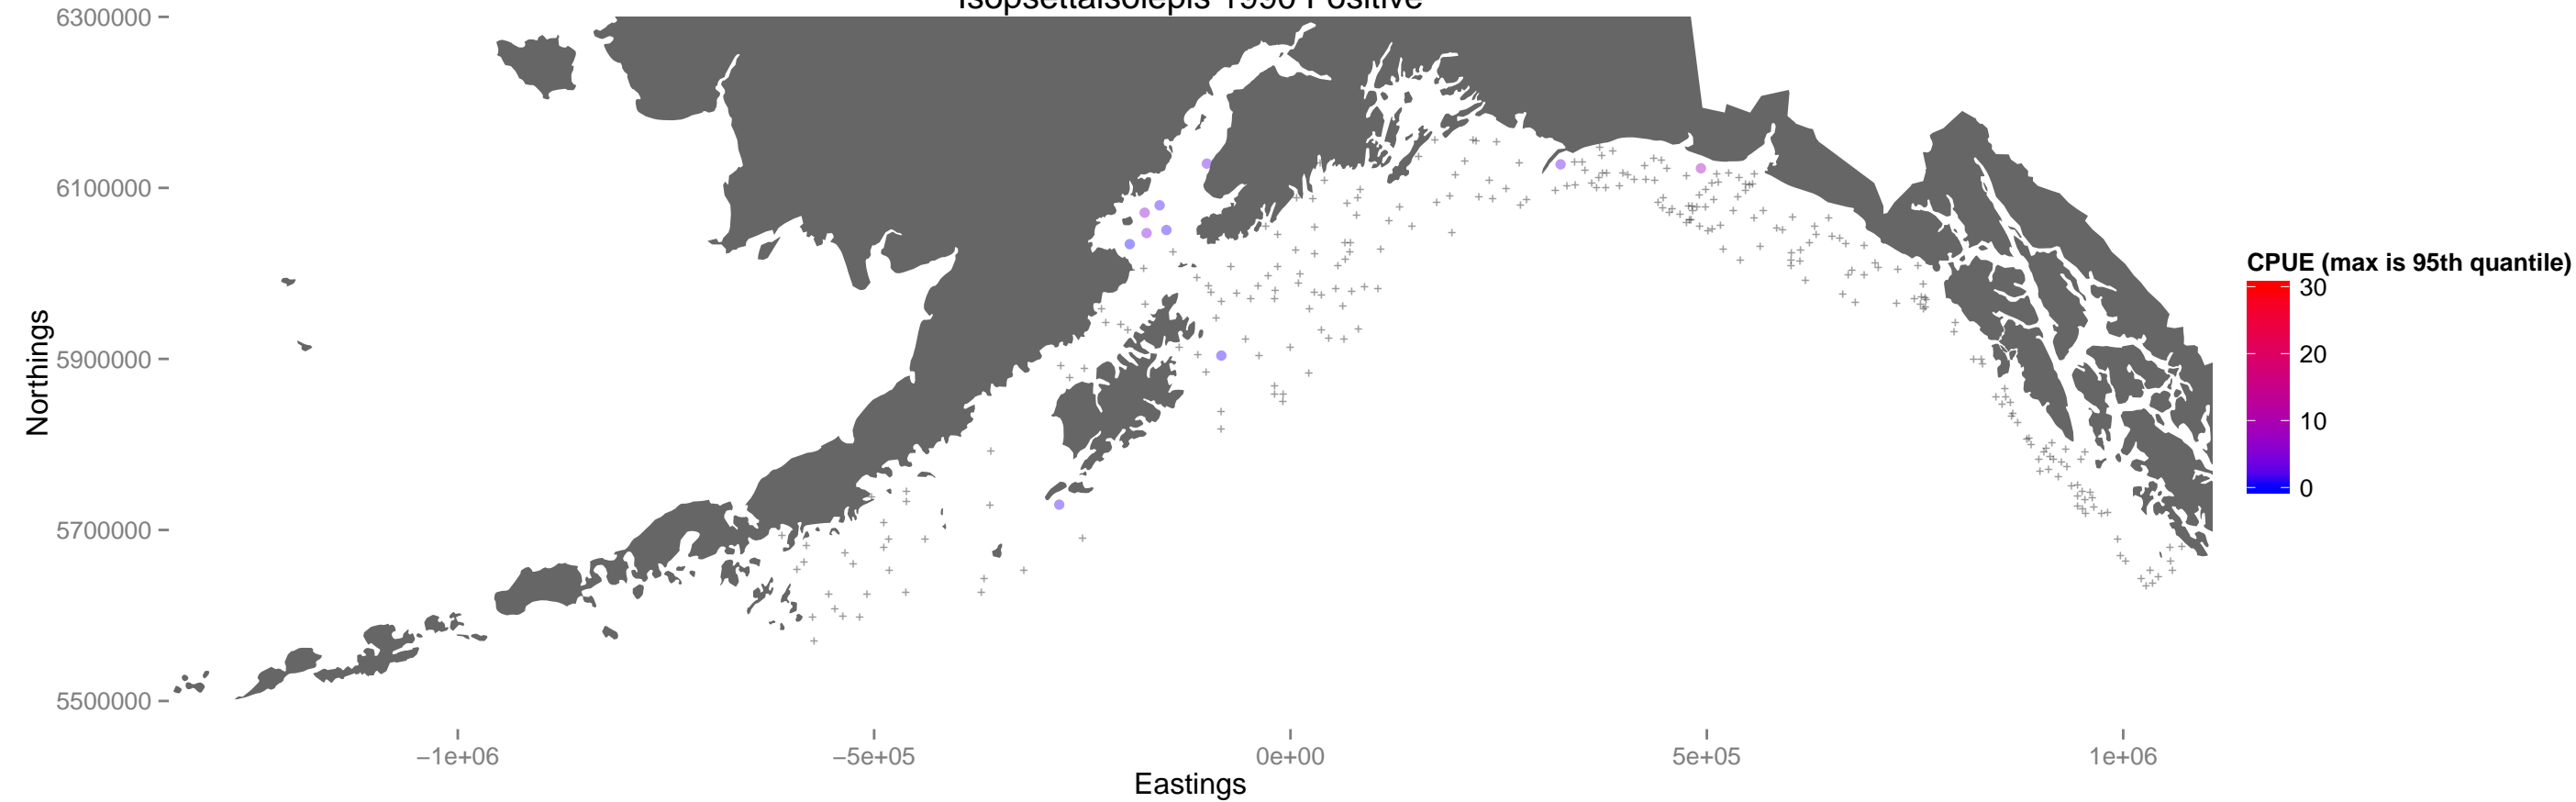 Isopsettaisolepis 1990 Positive
6300000
6100000
5900000
5700000
5500000
Northings
−1e+06
−5e+05
0e+00
5e+05
1e+06
Eastings
CPUE (max is 95th quantile)
30
20
10
0